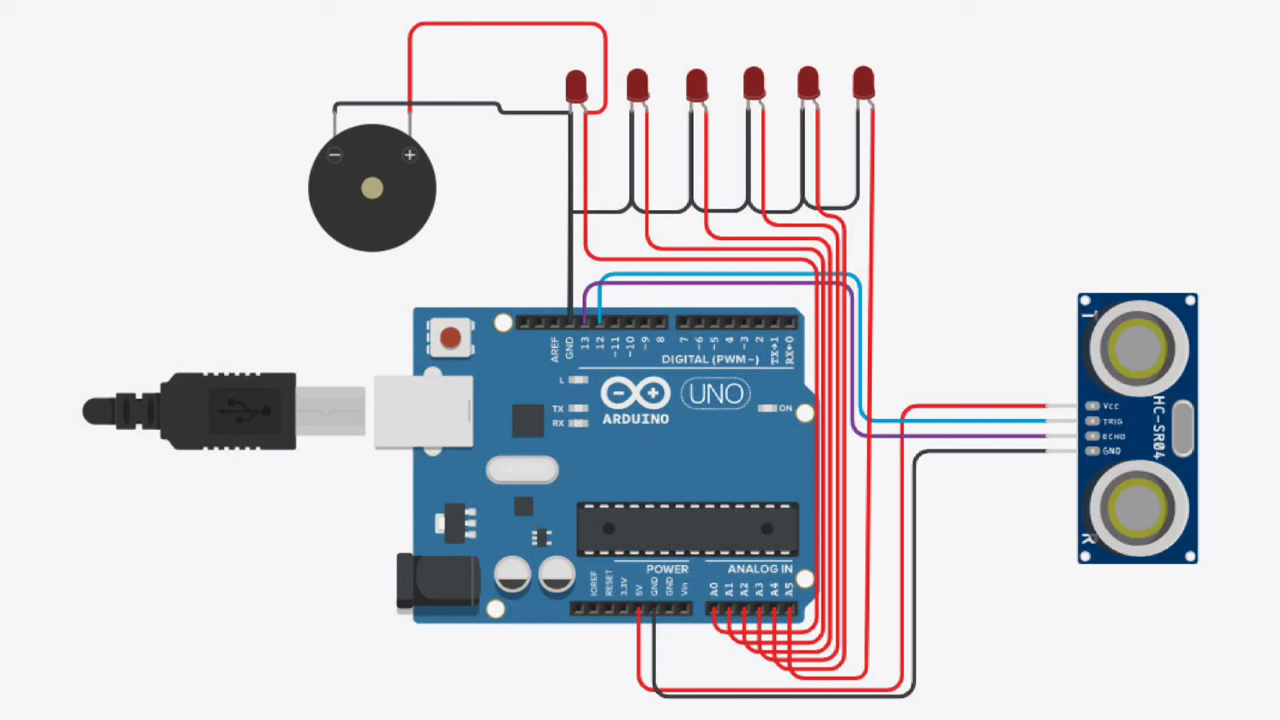 − +
AREF
GND
13
12
~11
~10
~9
8
7
~6
~5
4
~3
2
TX→1
RX←0
DIGITAL (PWM~)
L
TX
RX
ARDUINO
UNO
ON
POWER
ANALOG IN
IOREF
RESET
3.3V
5V
GND
GND
Vin
A0
A1
A2
A3
A4
A5
T
Vcc
TRIG
ECHO
GND
HC-SR04
R